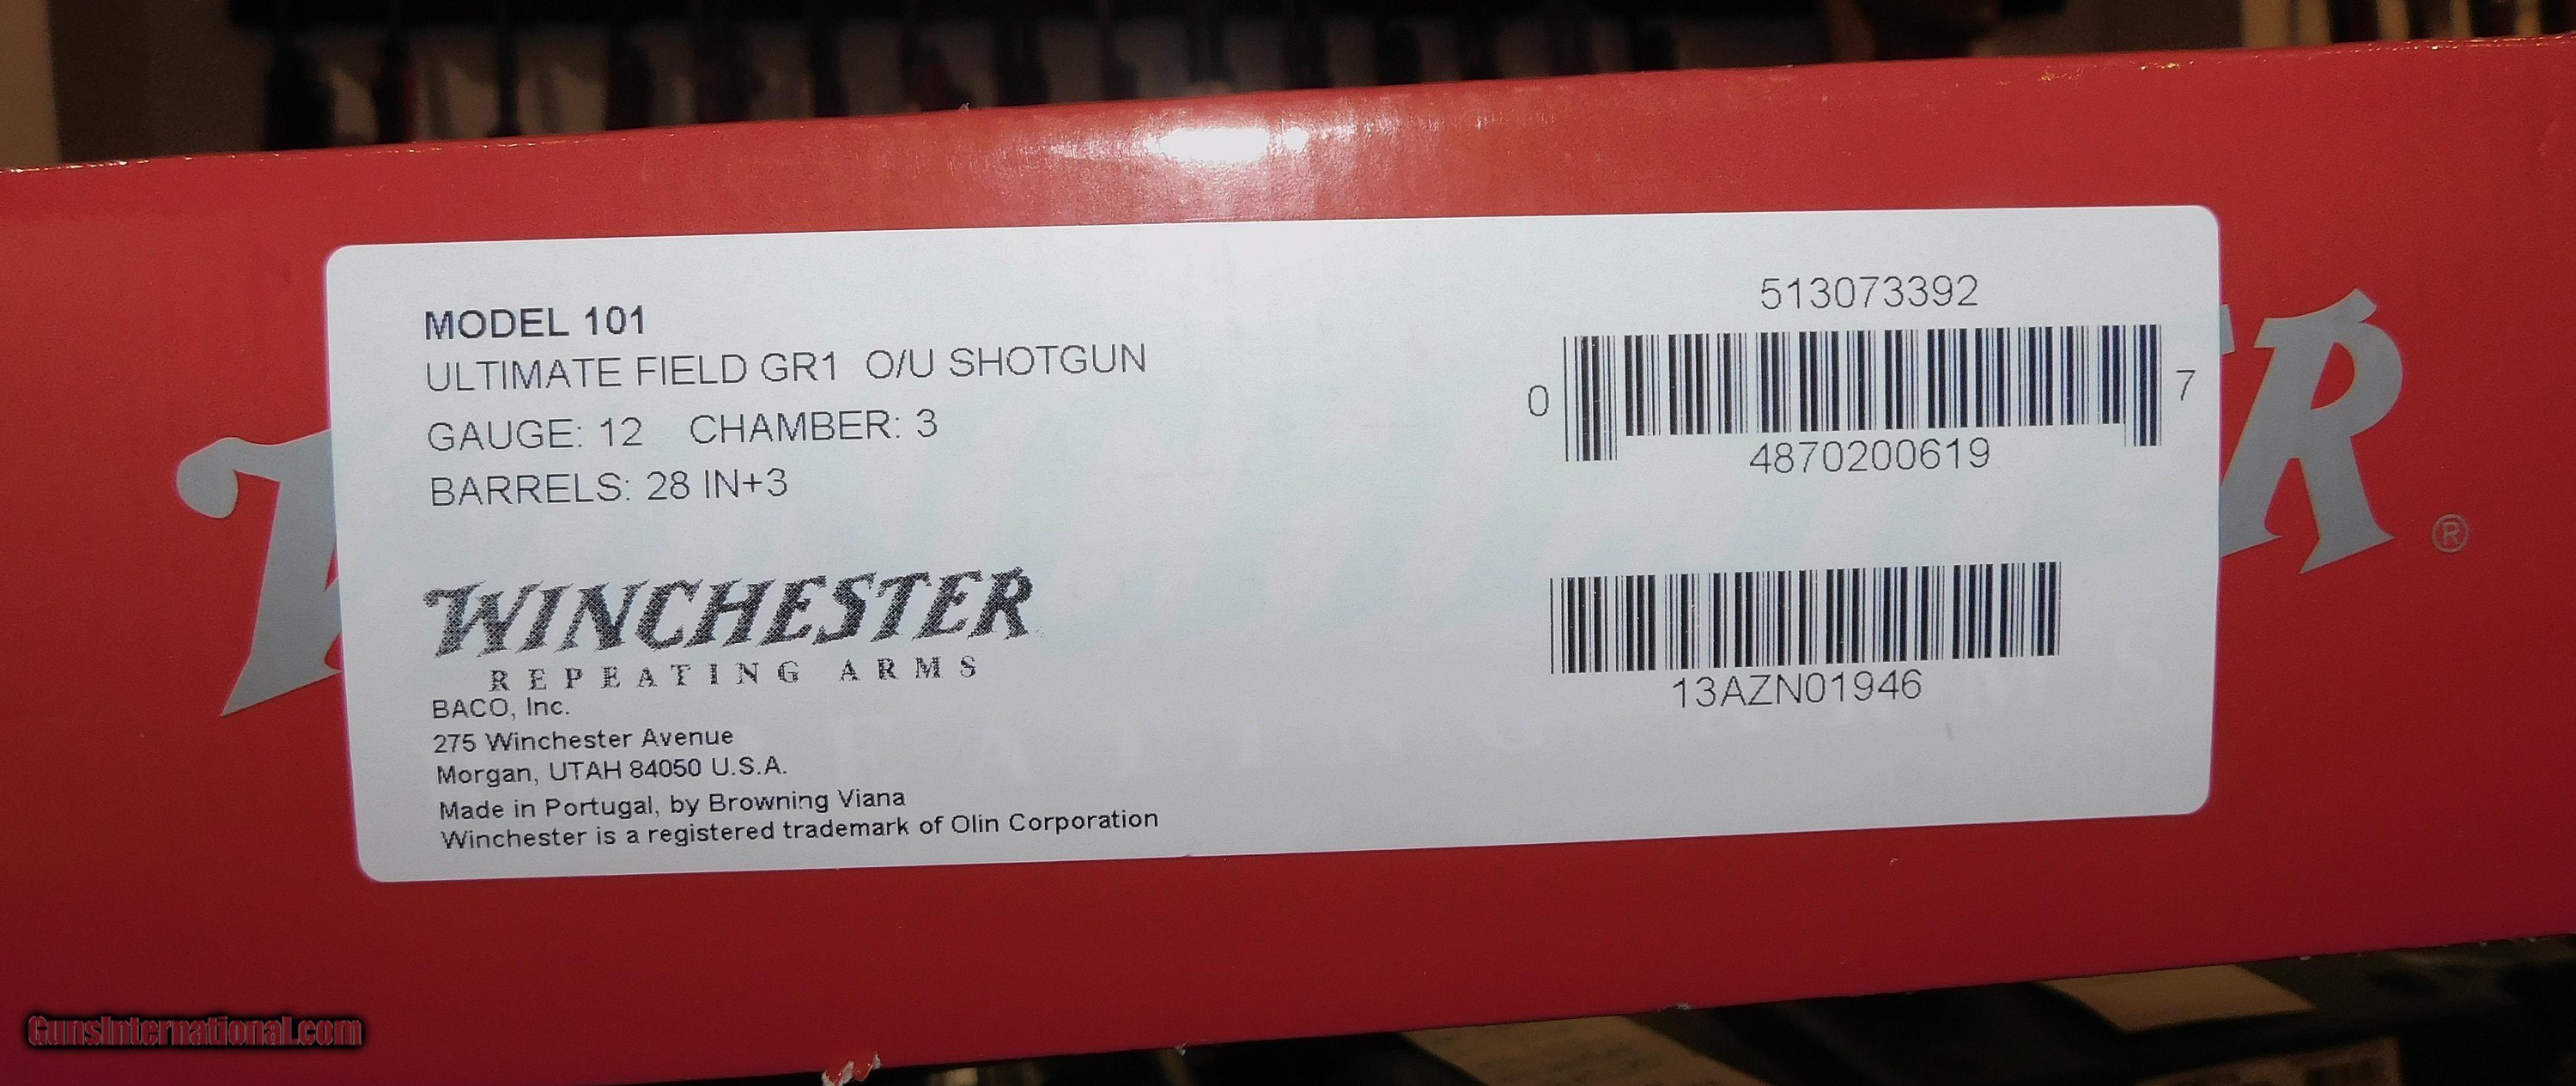 MODEL 101
ULTIMATE FIELD GR1 O/U SHOTGUN
GAUGE: 12 CHAMBER: 3
BARRELS: 28 IN+3
WINCHESTER
REPEATING ARMS
BACO, Inc.
275 Winchester Avenue
Morgan, UTAH 84050 U.S.A.
Made in Portugal, by Browning Viana
Winchester is a registered trademark of Olin Corporation
513073392
0 4870200619 7
13AZN01946
R®
GunsInternational.com